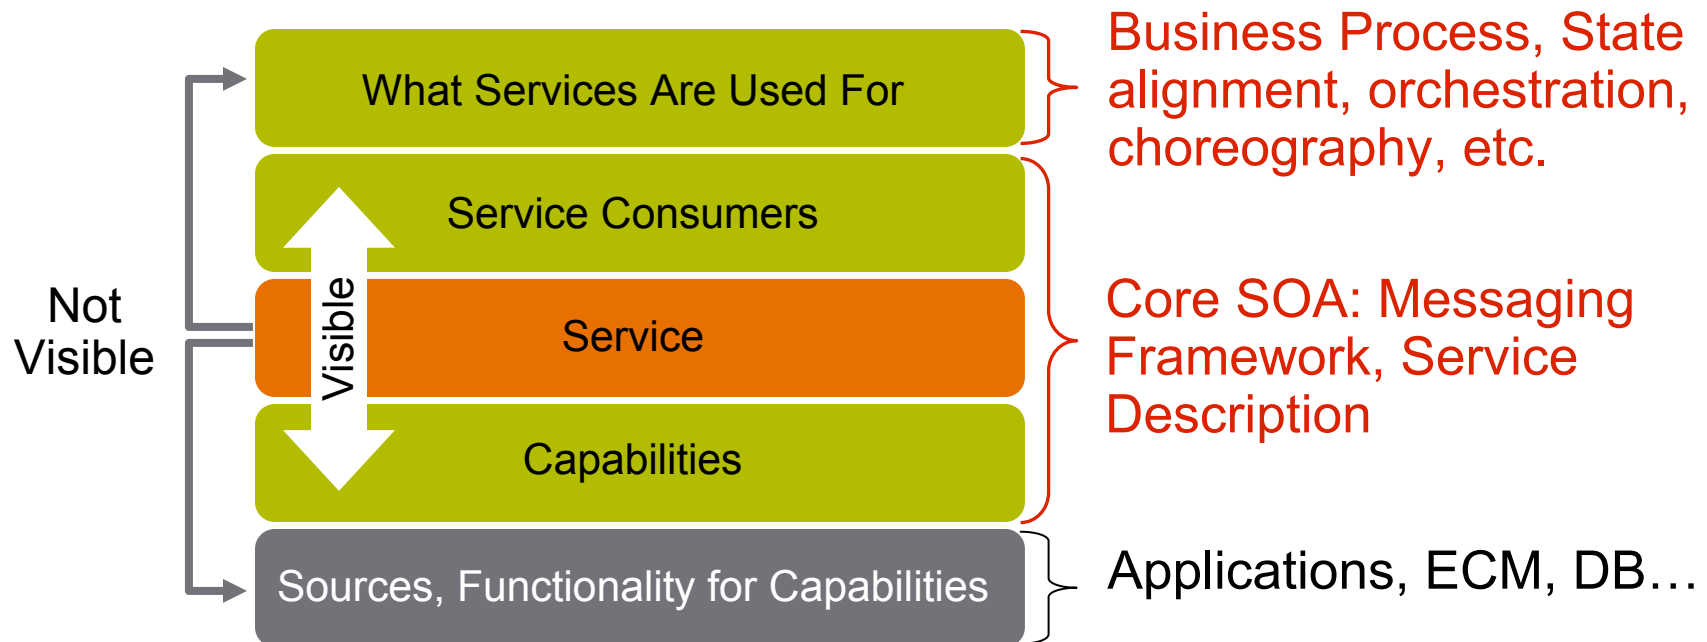 What Services Are Used For
Business Process, State
alignment, orchestration,
choreography, etc.
Service Consumers
Not
Visible
Visible
Service
Core SOA: Messaging
Framework, Service
Description
Capabilities
Sources, Functionality for Capabilities
Applications, ECM, DB…